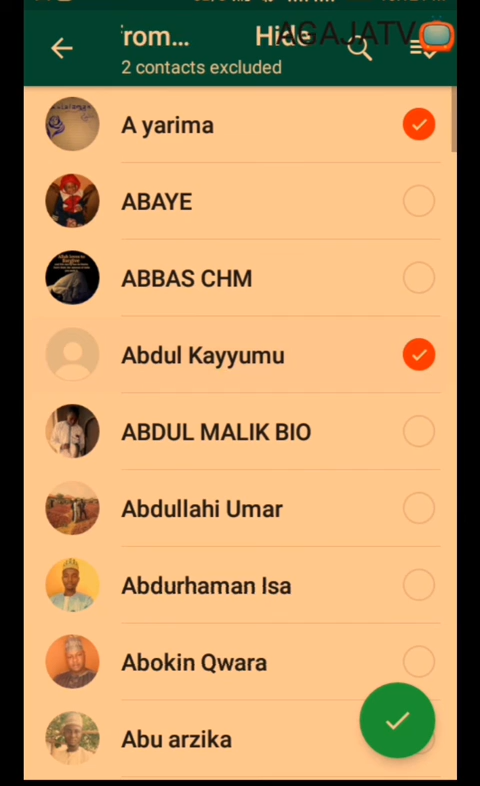 rom... Hide
AGAJATV
2 contacts excluded
A yarima
ABAYE
ABBAS CHM
Abdul Kayyumu
ABDUL MALIK BIO
Abdullahi Umar
Abdurhaman Isa
Abokin Qwara
Abu arzika